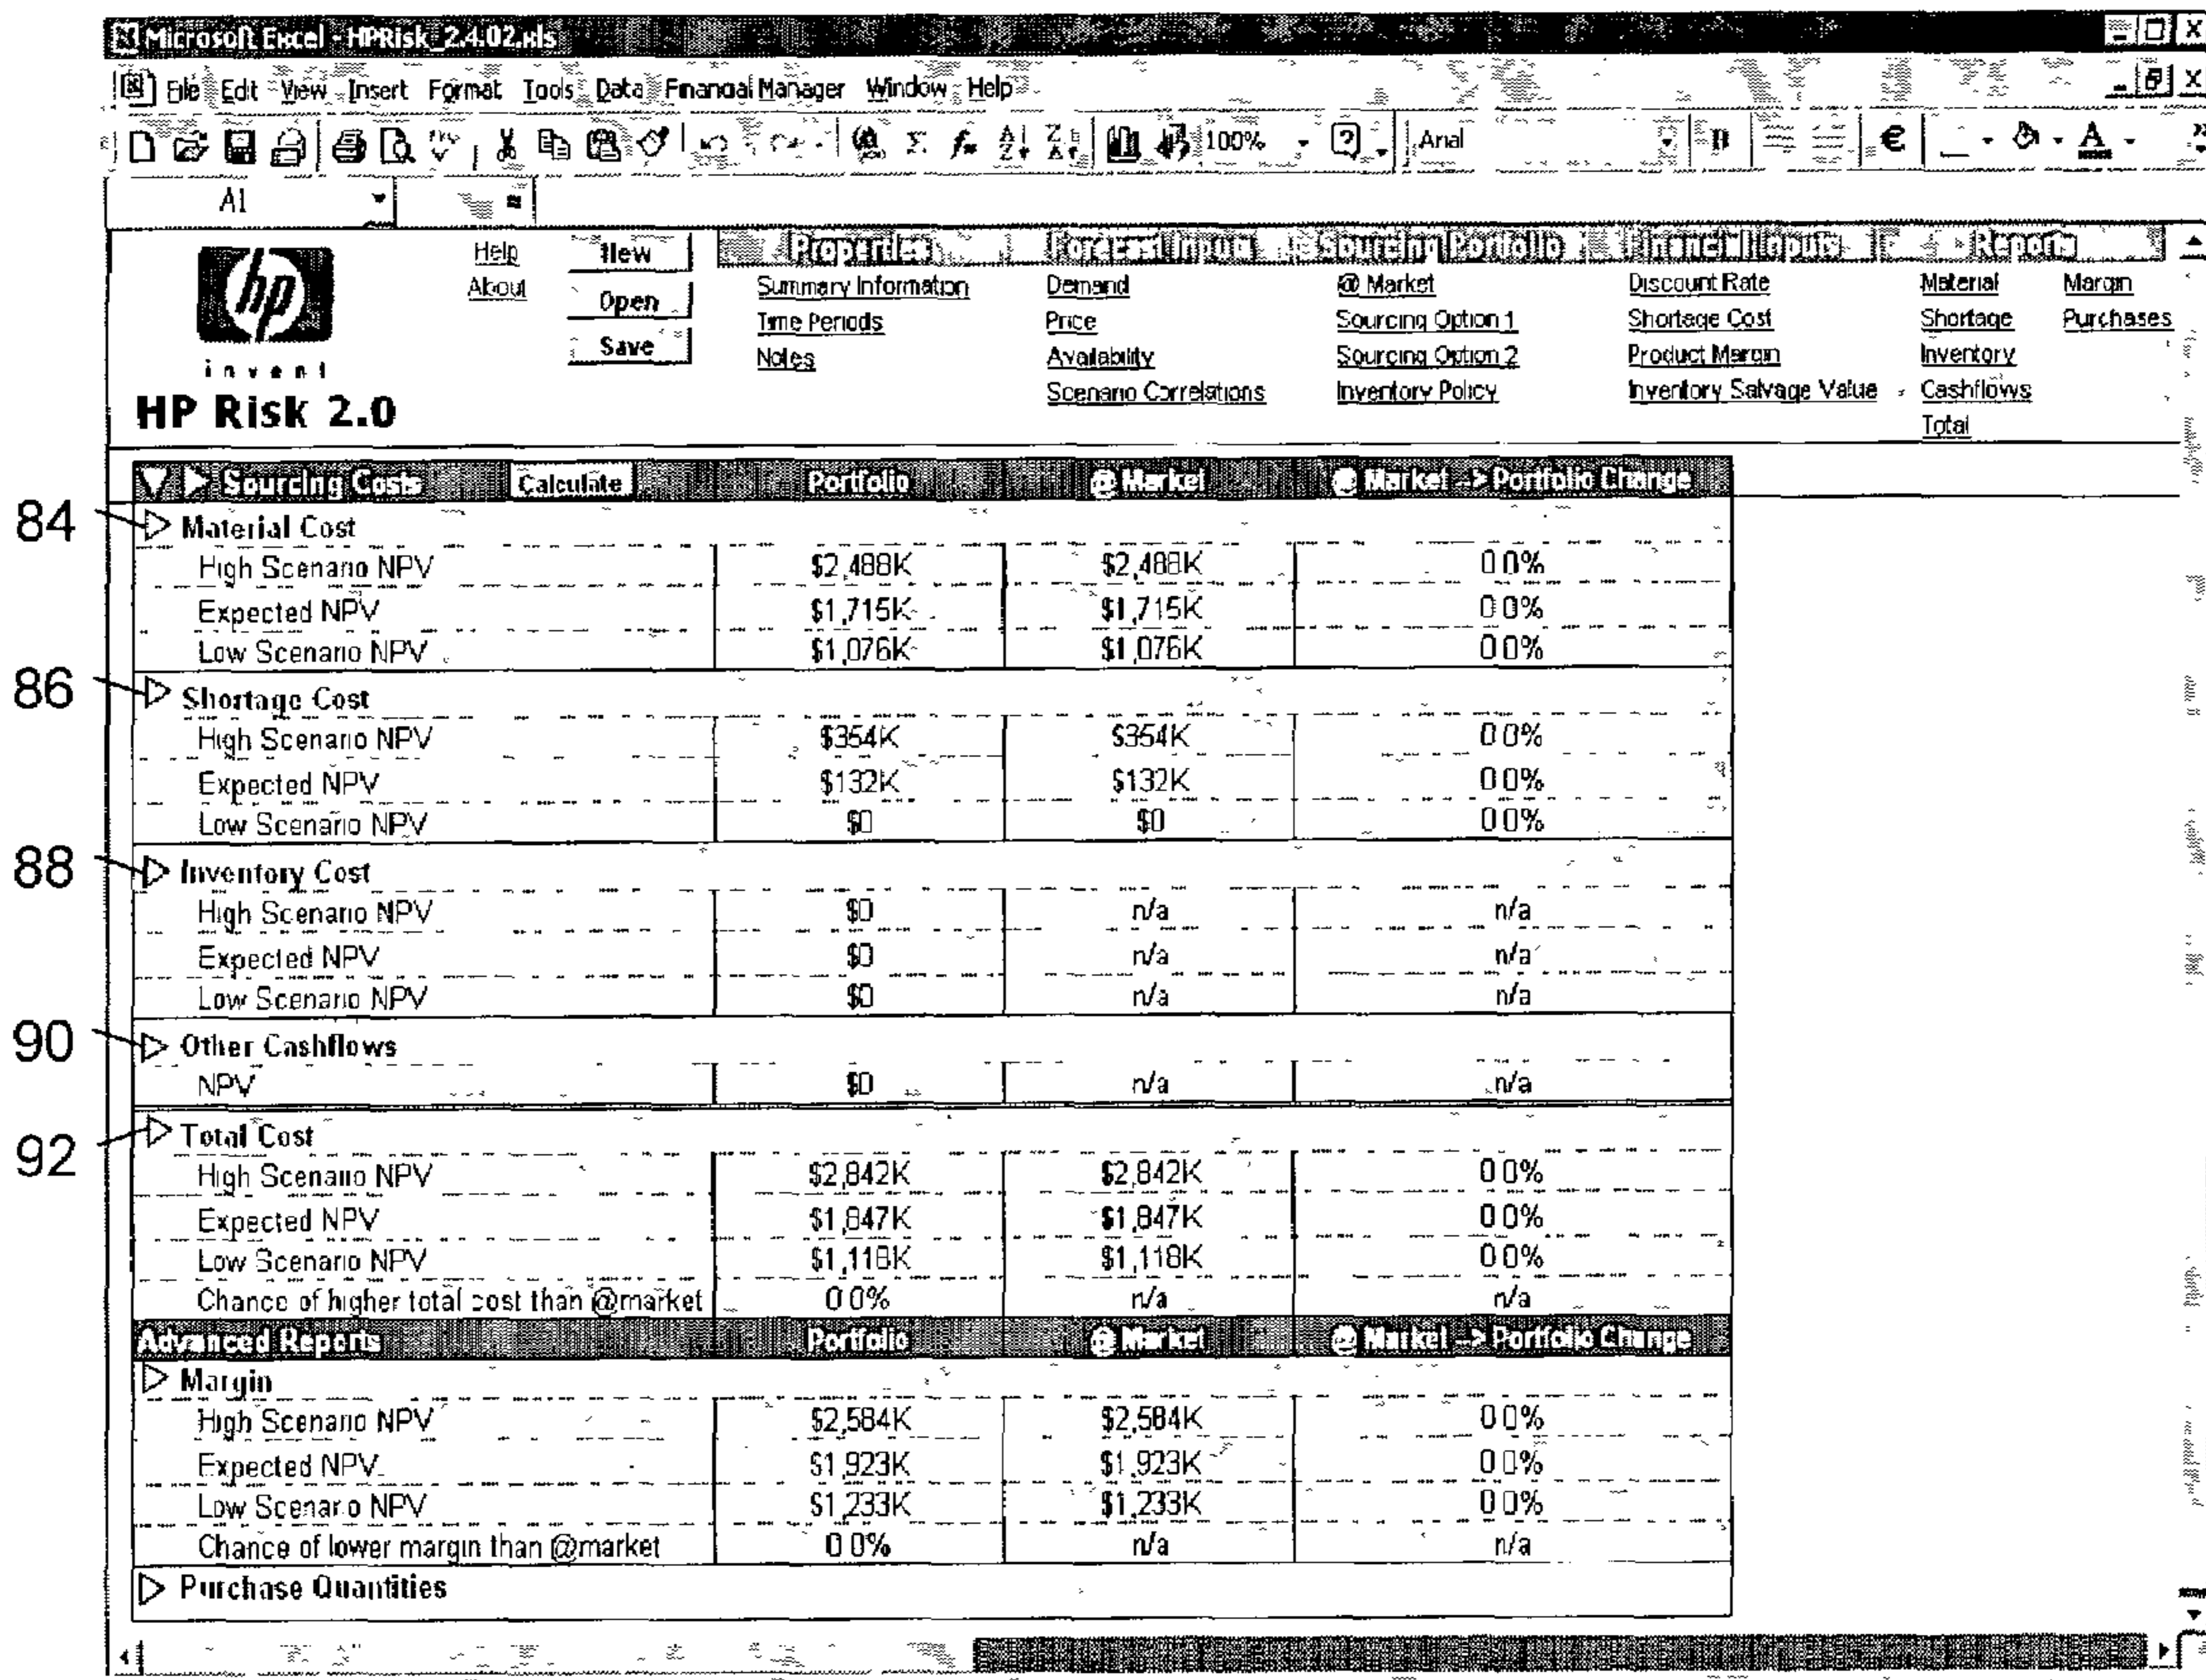 Microsoft Excel - HPRisk_2.4.02.xls
File Edit View Insert Format Tools Data Financial Manager Window Help
100% Arial B € A
A1 =
hp
invent
HP Risk 2.0
Help
About
New
Open
Save
Properties Forecast Inputs Sourcing Portfolio Financial Inputs Reports
Summary Information Demand @ Market Discount Rate Material Margin
Time Periods Price Sourcing Option 1 Shortage Cost Shortage Purchases
Notes Availability Sourcing Option 2 Product Margin Inventory
Scenario Correlations Inventory Policy Inventory Salvage Value Cashflows
Total
Sourcing Costs Calculate Portfolio @ Market @ Market --> Portfolio Change
84 Material Cost
High Scenario NPV $2,488K $2,488K 0 0%
Expected NPV $1,715K $1,715K 0 0%
Low Scenario NPV $1,076K $1,076K 0 0%
86 Shortage Cost
High Scenario NPV $354K $354K 0 0%
Expected NPV $132K $132K 0 0%
Low Scenario NPV $0 $0 0 0%
88 Inventory Cost
High Scenario NPV $0 n/a n/a
Expected NPV $0 n/a n/a
Low Scenario NPV $0 n/a n/a
90 Other Cashflows
NPV $0 n/a n/a
92 Total Cost
High Scenario NPV $2,842K $2,842K 0 0%
Expected NPV $1,847K $1,847K 0 0%
Low Scenario NPV $1,118K $1,118K 0 0%
Chance of higher total cost than @market 0 0% n/a n/a
Advanced Reports Portfolio @ Market @ Market --> Portfolio Change
Margin
High Scenario NPV $2,584K $2,584K 0 0%
Expected NPV $1,923K $1,923K 0 0%
Low Scenario NPV $1,233K $1,233K 0 0%
Chance of lower margin than @market 0 0% n/a n/a
Purchase Quantities